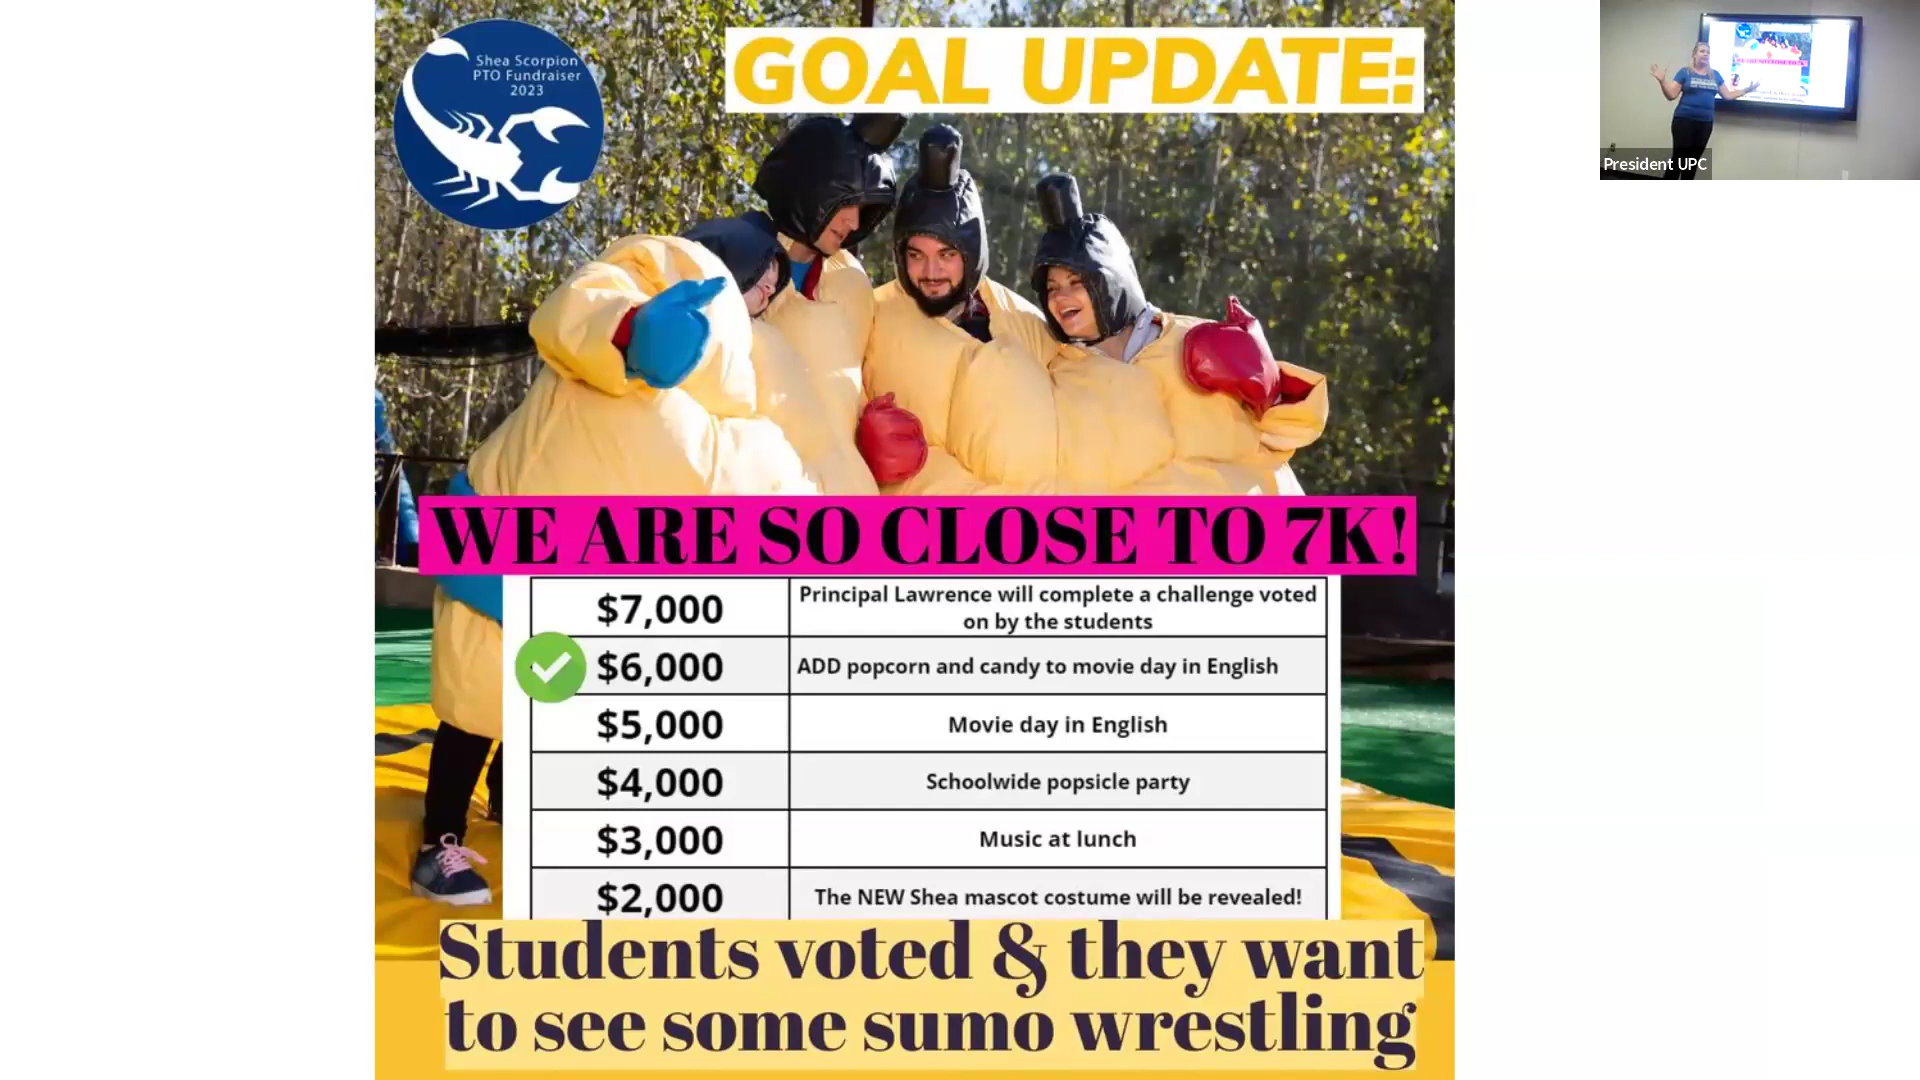 Shea Scorpion
PTO Fundraiser
2023
GOAL UPDATE:
President UPC
WE ARE SO CLOSE TO 7K!
$7,000
Principal Lawrence will complete a challenge voted
on by the students
$6,000
ADD popcorn and candy to movie day in English
$5,000
Movie day in English
$4,000
Schoolwide popsicle party
$3,000
Music at lunch
$2,000
The NEW Shea mascot costume will be revealed!
Students voted & they want
to see some sumo wrestling